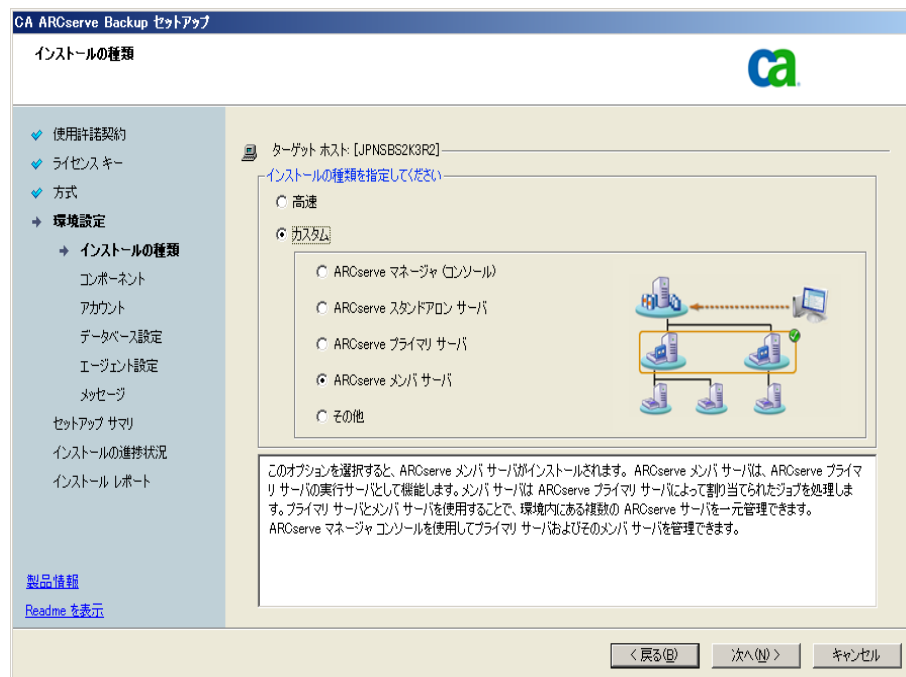 CA ARCserve Backup セットアップ
インストールの種類
ca
使用許諾契約
ライセンス キー
方式
環境設定
インストールの種類
コンポーネント
アカウント
データベース設定
エージェント設定
メッセージ
セットアップ サマリ
インストールの進捗状況
インストール レポート
製品情報
Readme を表示
ターゲット ホスト: [JPNSBS2K3R2]
インストールの種類を指定してください
高速
カスタム
ARCserve マネージャ (コンソール)
ARCserve スタンドアロン サーバ
ARCserve プライマリ サーバ
ARCserve メンバ サーバ
その他
このオプションを選択すると、ARCserve メンバ サーバがインストールされます。 ARCserve メンバ サーバは、ARCserve プライマ
リ サーバの実行サーバとして機能します。メンバ サーバは ARCserve プライマリ サーバによって割り当てられたジョブを処理しま
す。プライマリ サーバとメンバ サーバを使用することで、環境内にある複数の ARCserve サーバを一元管理できます。
ARCserve マネージャ コンソールを使用してプライマリ サーバおよびそのメンバ サーバを管理できます。
< 戻る(B)
次へ(N) >
キャンセル